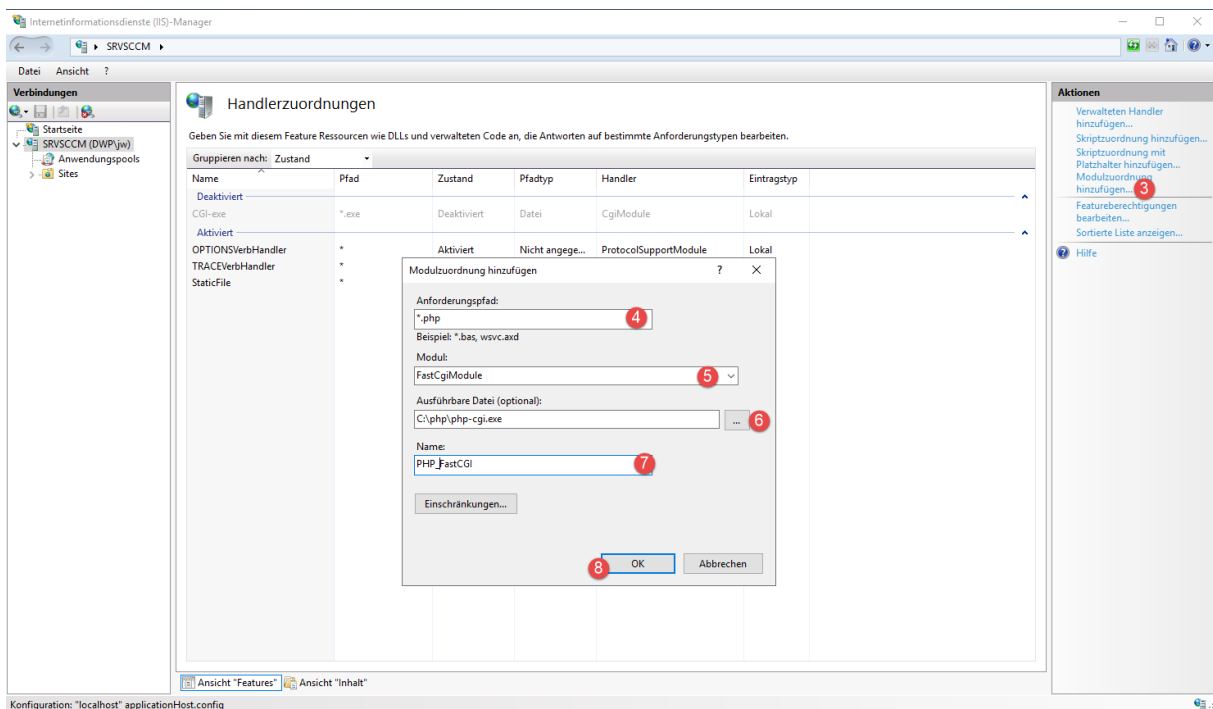 Internetinformationsdienste (IIS)-Manager
SRVSCCM
Datei Ansicht ?
Verbindungen
Startseite
SRVSCCM (DWP\jw)
Anwendungspools
Sites
Handlerzuordnungen
Geben Sie mit diesem Feature Ressourcen wie DLLs und verwalteten Code an, die Antworten auf bestimmte Anforderungstypen bearbeiten.
Gruppieren nach: Zustand
Name Pfad Zustand Pfadtyp Handler Eintragstyp
Deaktiviert
CGI-exe *.exe Deaktiviert Datei CgiModule Lokal
Aktiviert
OPTIONSVerbHandler * Aktiviert Nicht angege... ProtocolSupportModule Lokal
TRACEVerbHandler *
StaticFile *
Modulzuordnung hinzufügen ?
Anforderungspfad:
*.php 4
Beispiel: *.bas, wsvc.axd
Modul:
FastCgiModule 5
Ausführbare Datei (optional):
C:\php\php-cgi.exe ... 6
Name:
PHP_FastCGI 7
Einschränkungen...
8 OK Abbrechen
Ansicht "Features" Ansicht "Inhalt"
Aktionen
Verwalteten Handler
hinzufügen...
Skriptzuordnung hinzufügen...
Skriptzuordnung mit
Platzhalter hinzufügen...
Modulzuordnung
hinzufügen... 3
Featureberechtigungen
bearbeiten...
Sortierte Liste anzeigen...
Hilfe
Konfiguration: "localhost" applicationHost.config